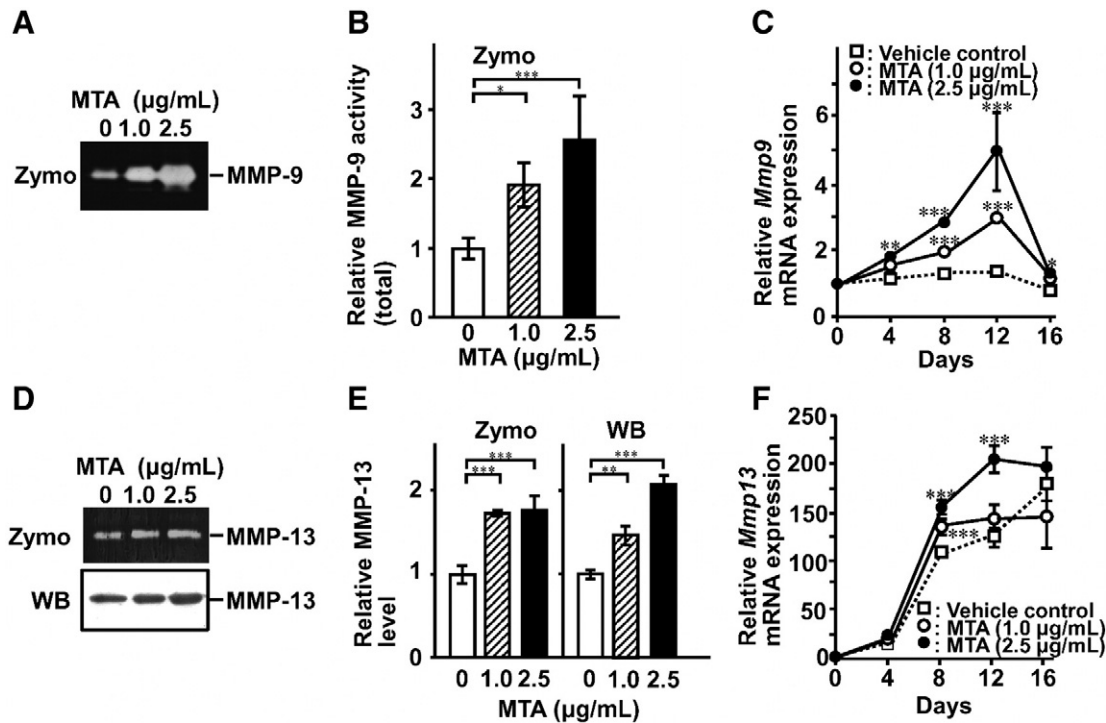 A
MTA (µg/mL)
0 1.0 2.5
Zymo
MMP-9
B
Zymo
***
*
Relative MMP-9 activity
(total)
3
2
1
0
0 1.0 2.5
MTA (µg/mL)
C
: Vehicle control
: MTA (1.0 µg/mL)
: MTA (2.5 µg/mL)
Relative Mmp9
mRNA expression
6
4
2
0
**
***
***
***
***
*
0 4 8 12 16
Days
D
MTA (µg/mL)
0 1.0 2.5
Zymo
MMP-13
WB
MMP-13
E
Zymo
WB
***
***
***
**
Relative MMP-13
level
2
1
0
0 1.0 2.5
0 1.0 2.5
MTA (µg/mL)
F
Relative Mmp13
mRNA expression
250
200
150
100
50
0
***
***
***
: Vehicle control
: MTA (1.0 µg/mL)
: MTA (2.5 µg/mL)
0 4 8 12 16
Days